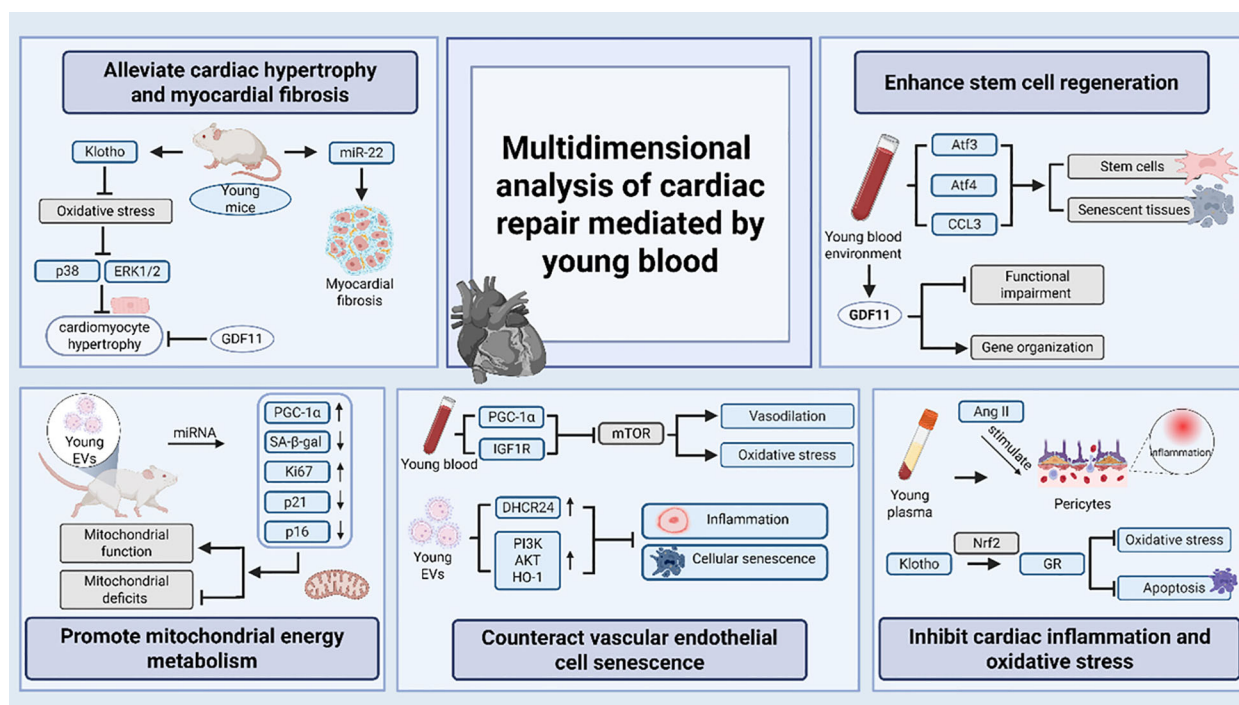 Alleviate cardiac hypertrophy
and myocardial fibrosis
Klotho
miR-22
Young
mice
Oxidative stress
p38
ERK1/2
Myocardial
fibrosis
cardiomyocyte
hypertrophy
GDF11
Multidimensional
analysis of cardiac
repair mediated by
young blood
Enhance stem cell regeneration
Atf3
Atf4
CCL3
Stem cells
Senescent tissues
Young blood
environment
GDF11
Functional
impairment
Gene organization
Young
EVs
miRNA
PGC-1α
SA-β-gal
Ki67
p21
p16
Mitochondrial
function
Mitochondrial
deficits
Promote mitochondrial energy
metabolism
Young blood
PGC-1α
IGF1R
mTOR
Vasodilation
Oxidative stress
Young
EVs
DHCR24
PI3K
AKT
HO-1
Inflammation
Cellular senescence
Counteract vascular endothelial
cell senescence
Ang II
stimulate
Inflammation
Young
plasma
Pericytes
Klotho
Nrf2
GR
Oxidative stress
Apoptosis
Inhibit cardiac inflammation and
oxidative stress